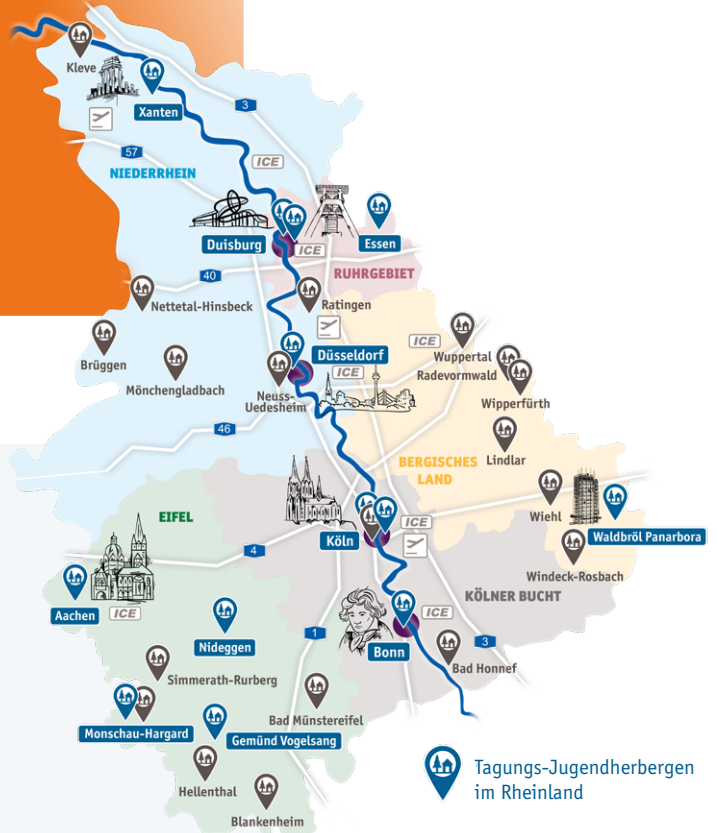 Kleve
Xanten
3
57
ICE
NIEDERRHEIN
Duisburg
ICE
Essen
RUHRGEBIET
40
Nettetal-Hinsbeck
Ratingen
Brüggen
Mönchengladbach
Düsseldorf
ICE
ICE
Wuppertal
Radevormwald
Neuss-
Uedesheim
Wipperfürth
46
Lindlar
BERGISCHES
LAND
EIFEL
Wiehl
Köln
ICE
Waldbröl Panarbora
4
Windeck-Rosbach
KÖLNER BUCHT
Aachen
ICE
ICE
Nideggen
1
Bonn
3
Bad Honnef
Simmerath-Rurberg
Bad Münstereifel
Monschau-Hargard
Gemünd Vogelsang
Hellenthal
Blankenheim
Tagungs-Jugendherbergen
im Rheinland